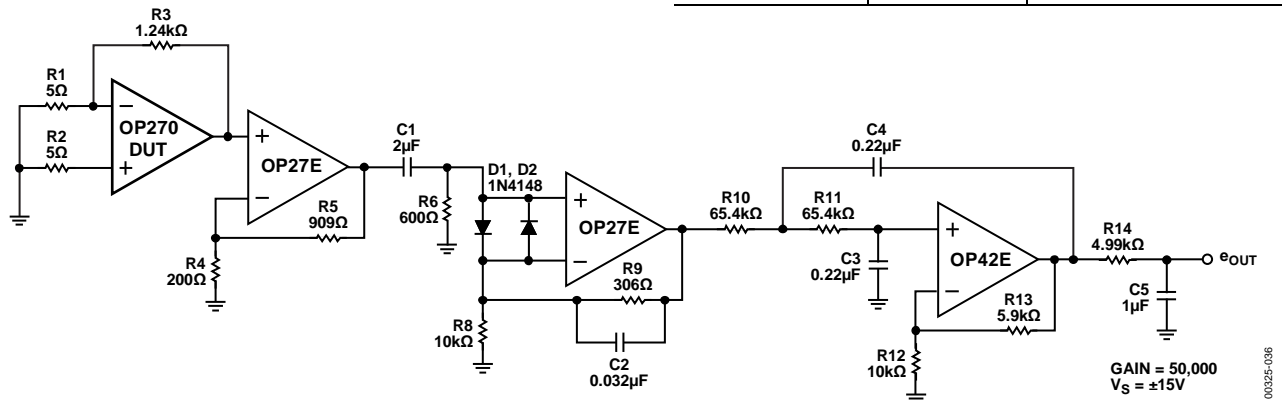 R3
1.24kΩ
R1
5Ω
R2
5Ω
−
+
OP270
DUT
+
−
OP27E
R5
909Ω
R4
200Ω
C1
2µF
R6
600Ω
D1, D2
1N4148
+
−
OP27E
R9
306Ω
R8
10kΩ
C2
0.032µF
R10
65.4kΩ
R11
65.4kΩ
C4
0.22µF
C3
0.22µF
+
−
OP42E
R13
5.9kΩ
R12
10kΩ
R14
4.99kΩ
C5
1µF
eOUT
GAIN = 50,000
VS = ±15V
00325-036